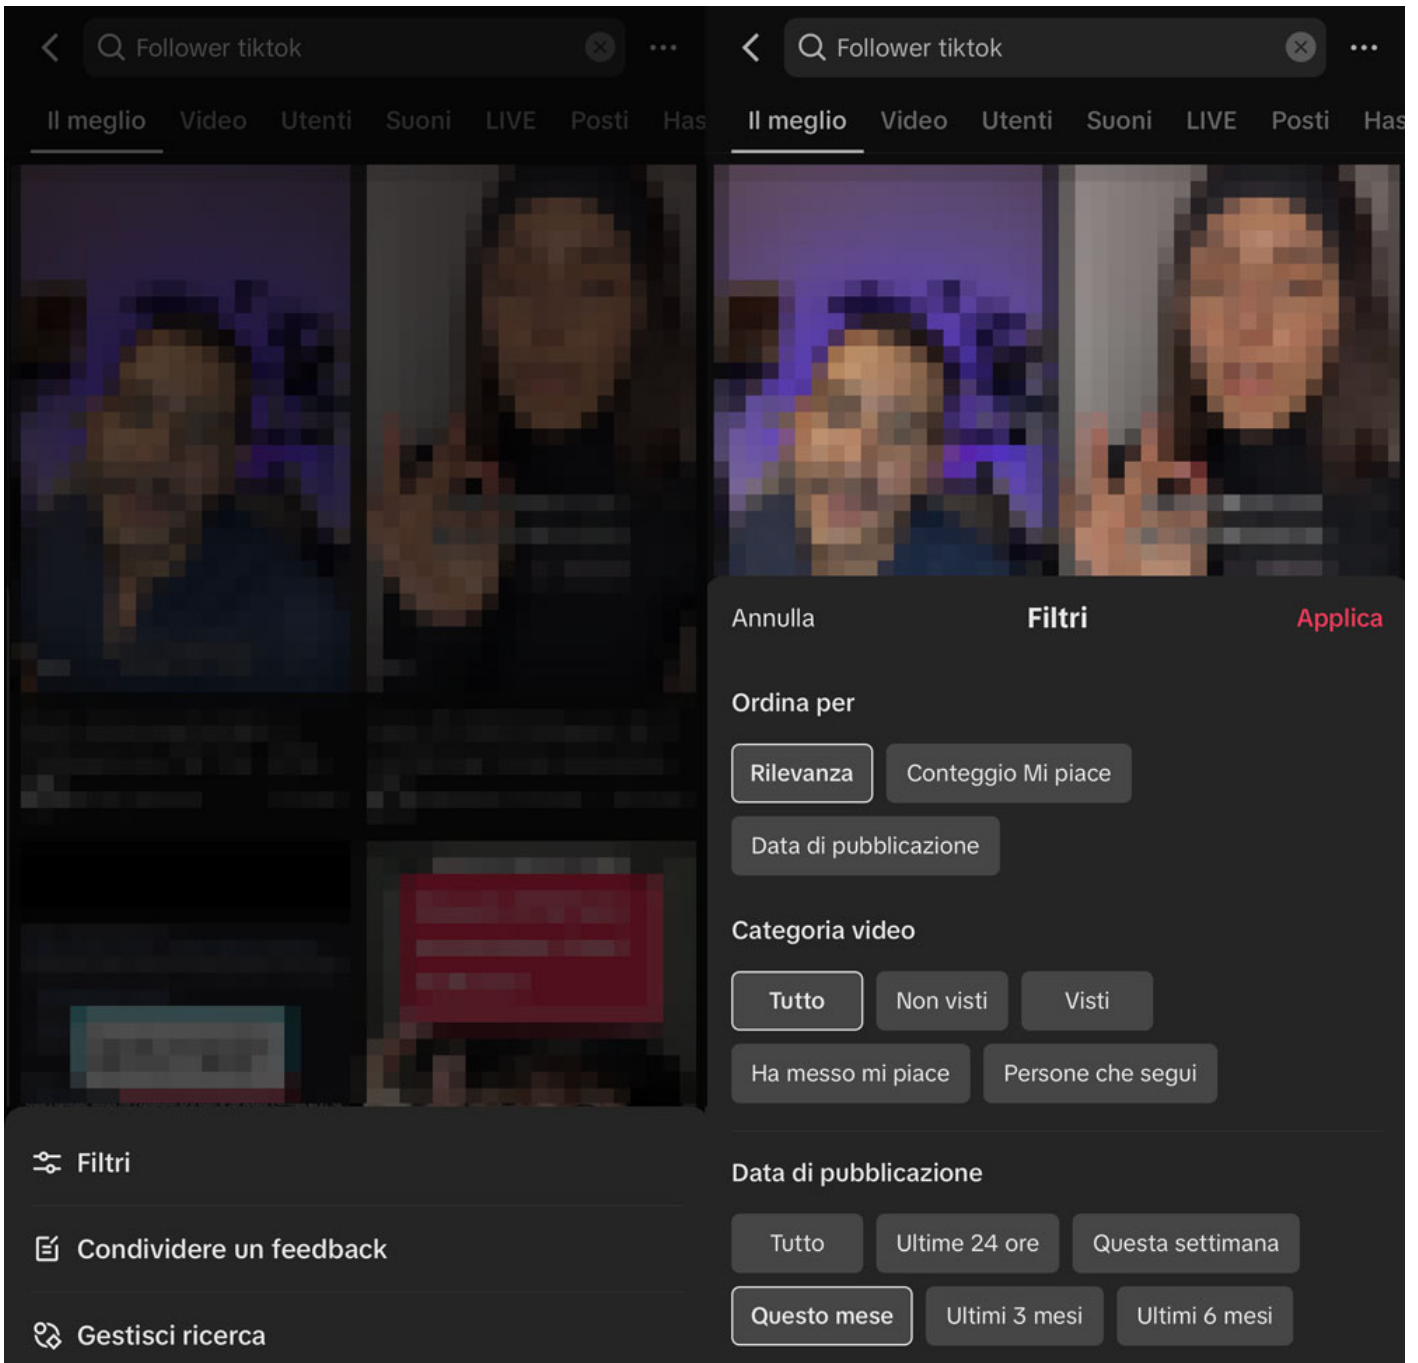 Follower tiktok
Il meglio Video Utenti Suoni LIVE Posti Has
Filtri
Condividere un feedback
Gestisci ricerca
Follower tiktok
Il meglio Video Utenti Suoni LIVE Posti Has
Annulla Filtri Applica
Ordina per
Rilevanza Conteggio Mi piace
Data di pubblicazione
Categoria video
Tutto Non visti Visti
Ha messo mi piace Persone che segui
Data di pubblicazione
Tutto Ultime 24 ore Questa settimana
Questo mese Ultimi 3 mesi Ultimi 6 mesi